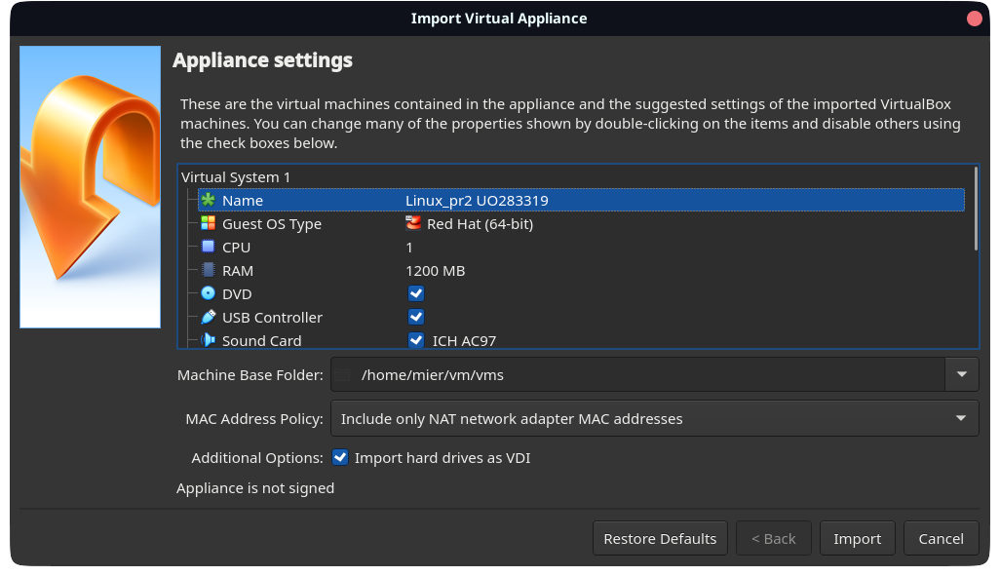 Import Virtual Appliance
Appliance settings
These are the virtual machines contained in the appliance and the suggested settings of the imported VirtualBox
machines. You can change many of the properties shown by double-clicking on the items and disable others using
the check boxes below.
Virtual System 1
Name Linux_pr2 UO283319
Guest OS Type Red Hat (64-bit)
CPU 1
RAM 1200 MB
DVD
USB Controller
Sound Card ICH AC97
Machine Base Folder: /home/mier/vm/vms
MAC Address Policy: Include only NAT network adapter MAC addresses
Additional Options: Import hard drives as VDI
Appliance is not signed
Restore Defaults < Back Import Cancel